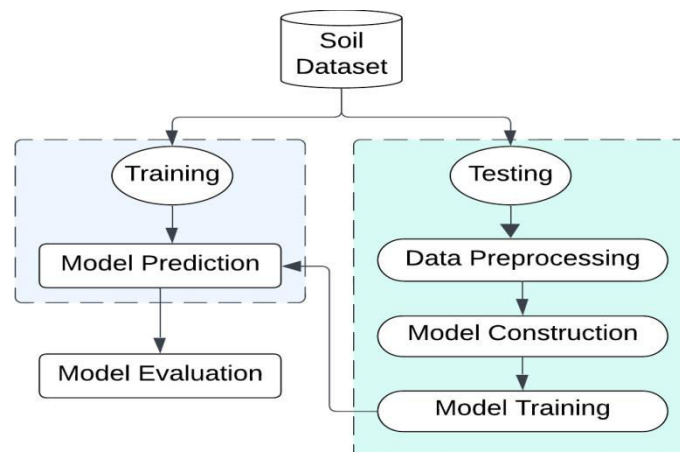 Soil
Dataset
Training
Testing
Model Prediction
Data Preprocessing
Model Construction
Model Evaluation
Model Training